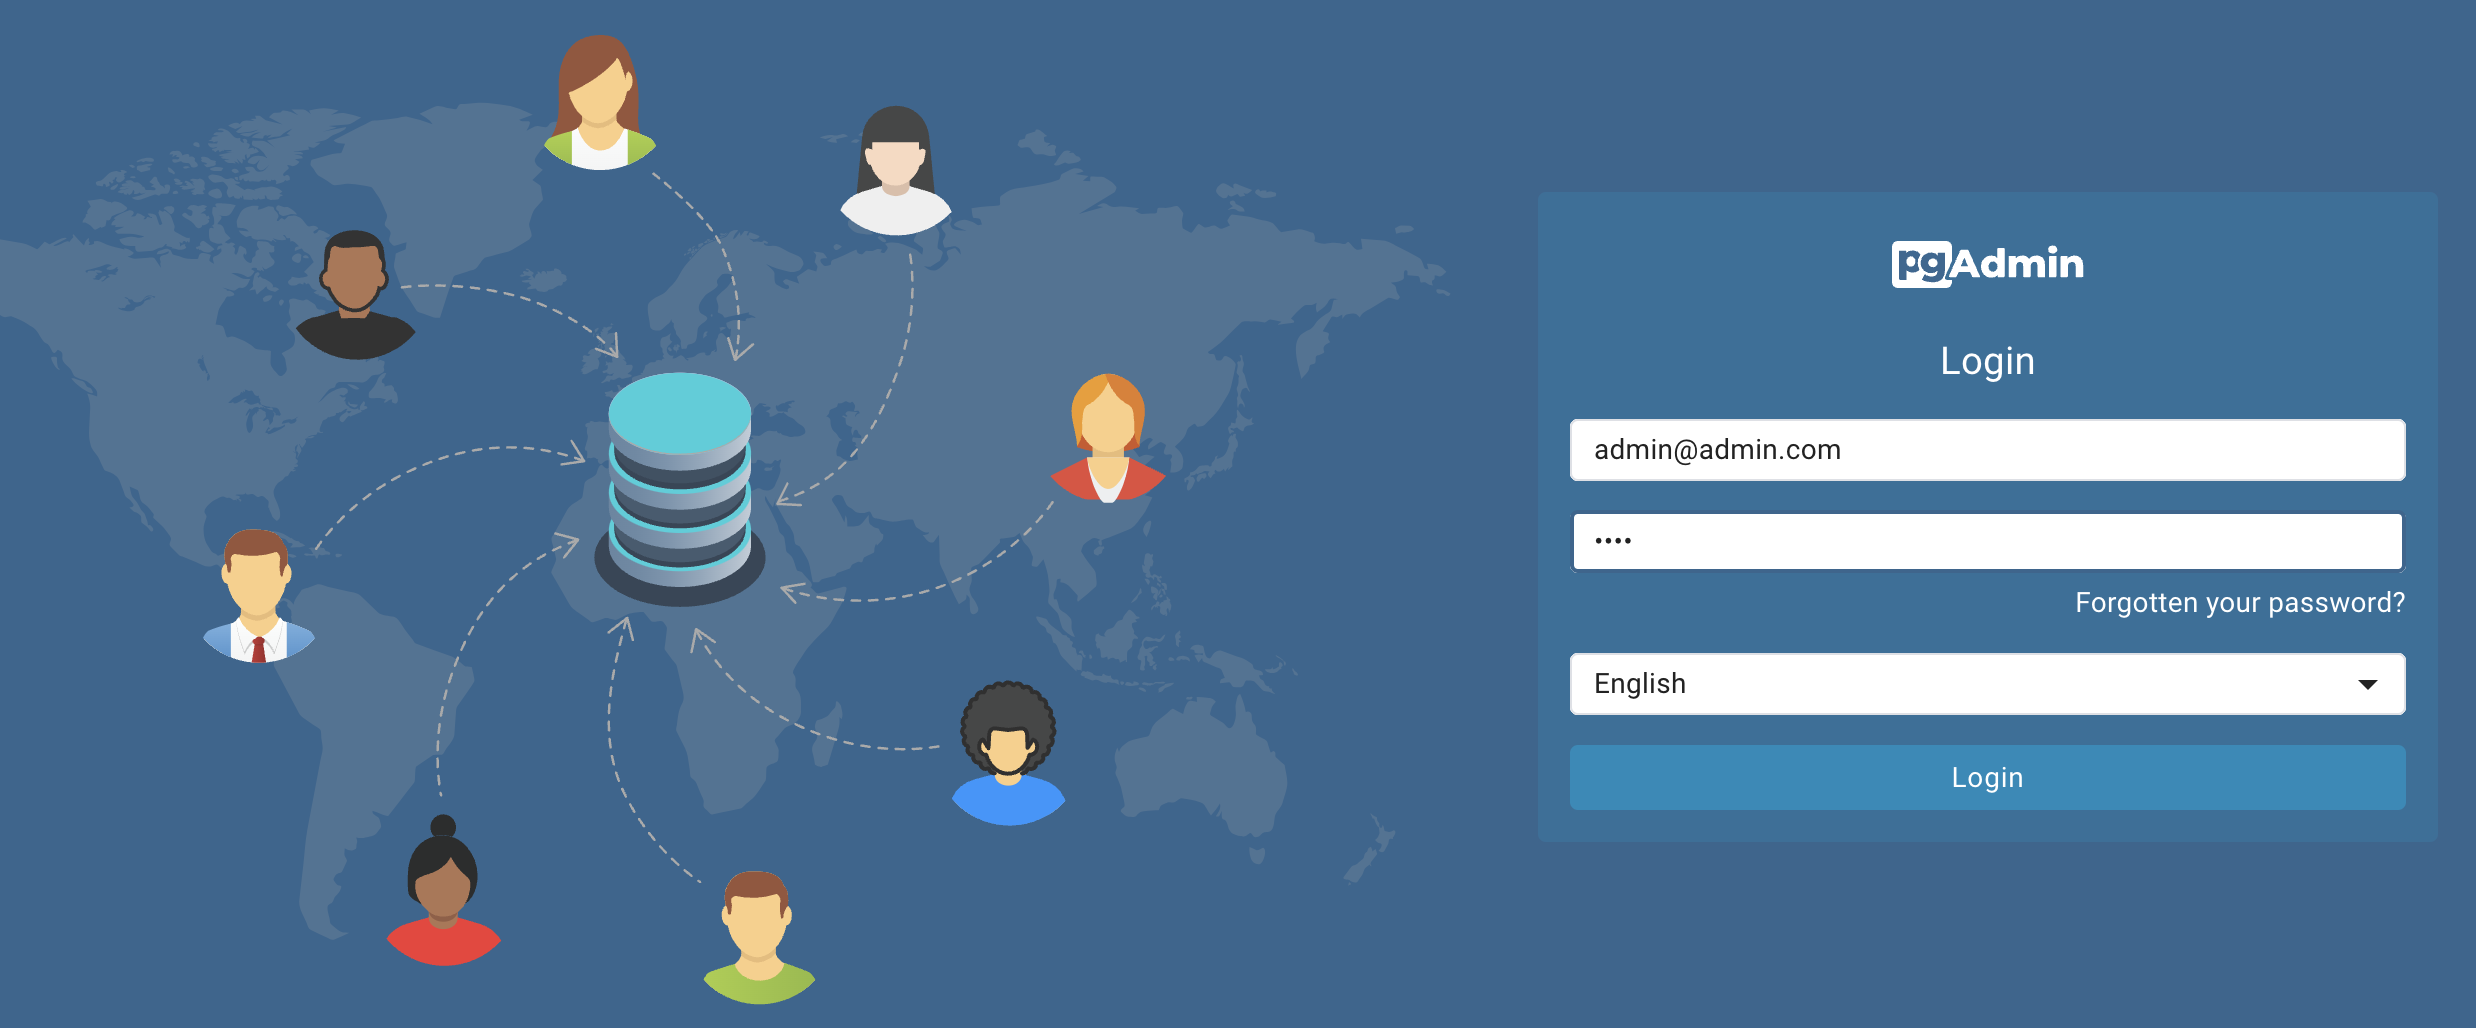 pgAdmin
Login
admin@admin.com
••••
Forgotten your password?
English
Login